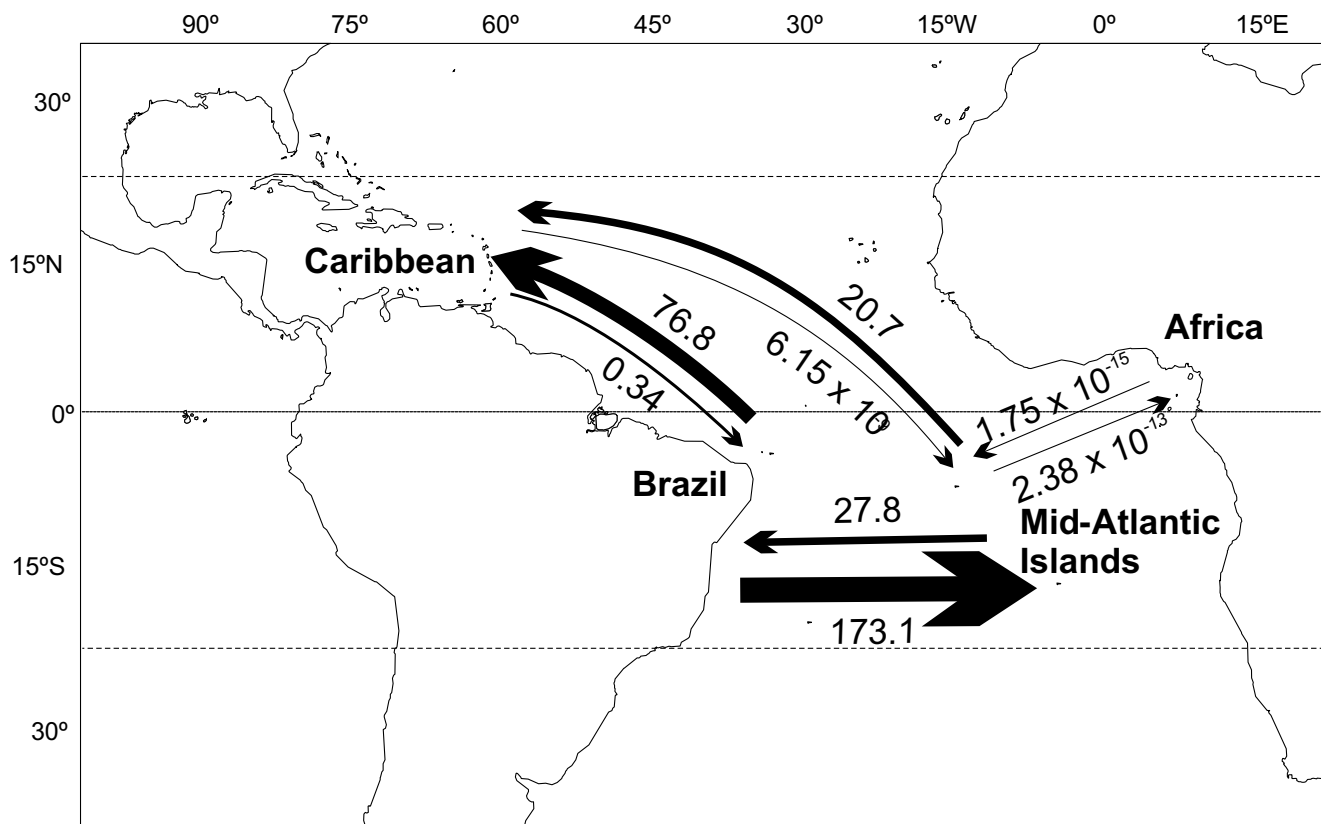 90º 75º 60º 45º 30º 15ºW 0º 15ºE
30º
15ºN
Caribbean
20.7
76.8
Africa
6.15 x 10
0.34
1.75 x 10⁻¹⁵
0º
2.38 x 10⁻¹³
Brazil
27.8
Mid-Atlantic
Islands
15ºS
173.1
30º